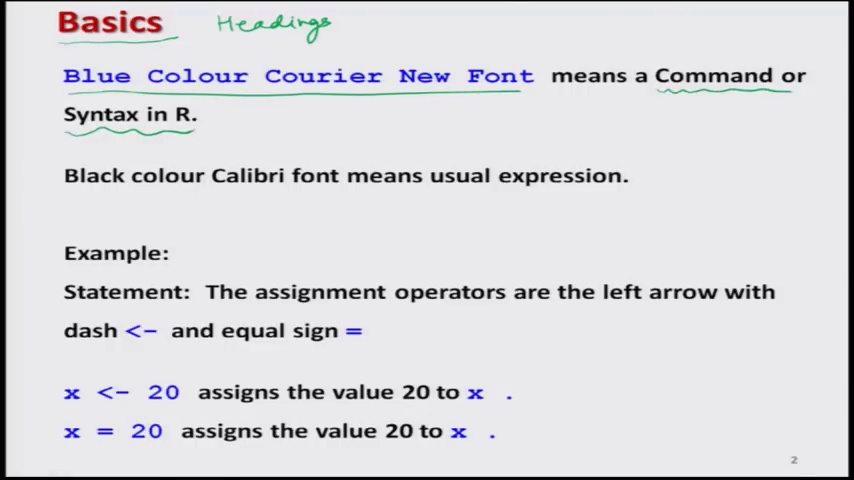 Basics Headings
Blue Colour Courier New Font means a Command or
Syntax in R.
Black colour Calibri font means usual expression.
Example:
Statement: The assignment operators are the left arrow with
dash <- and equal sign =
x <- 20 assigns the value 20 to x .
x = 20 assigns the value 20 to x .
2